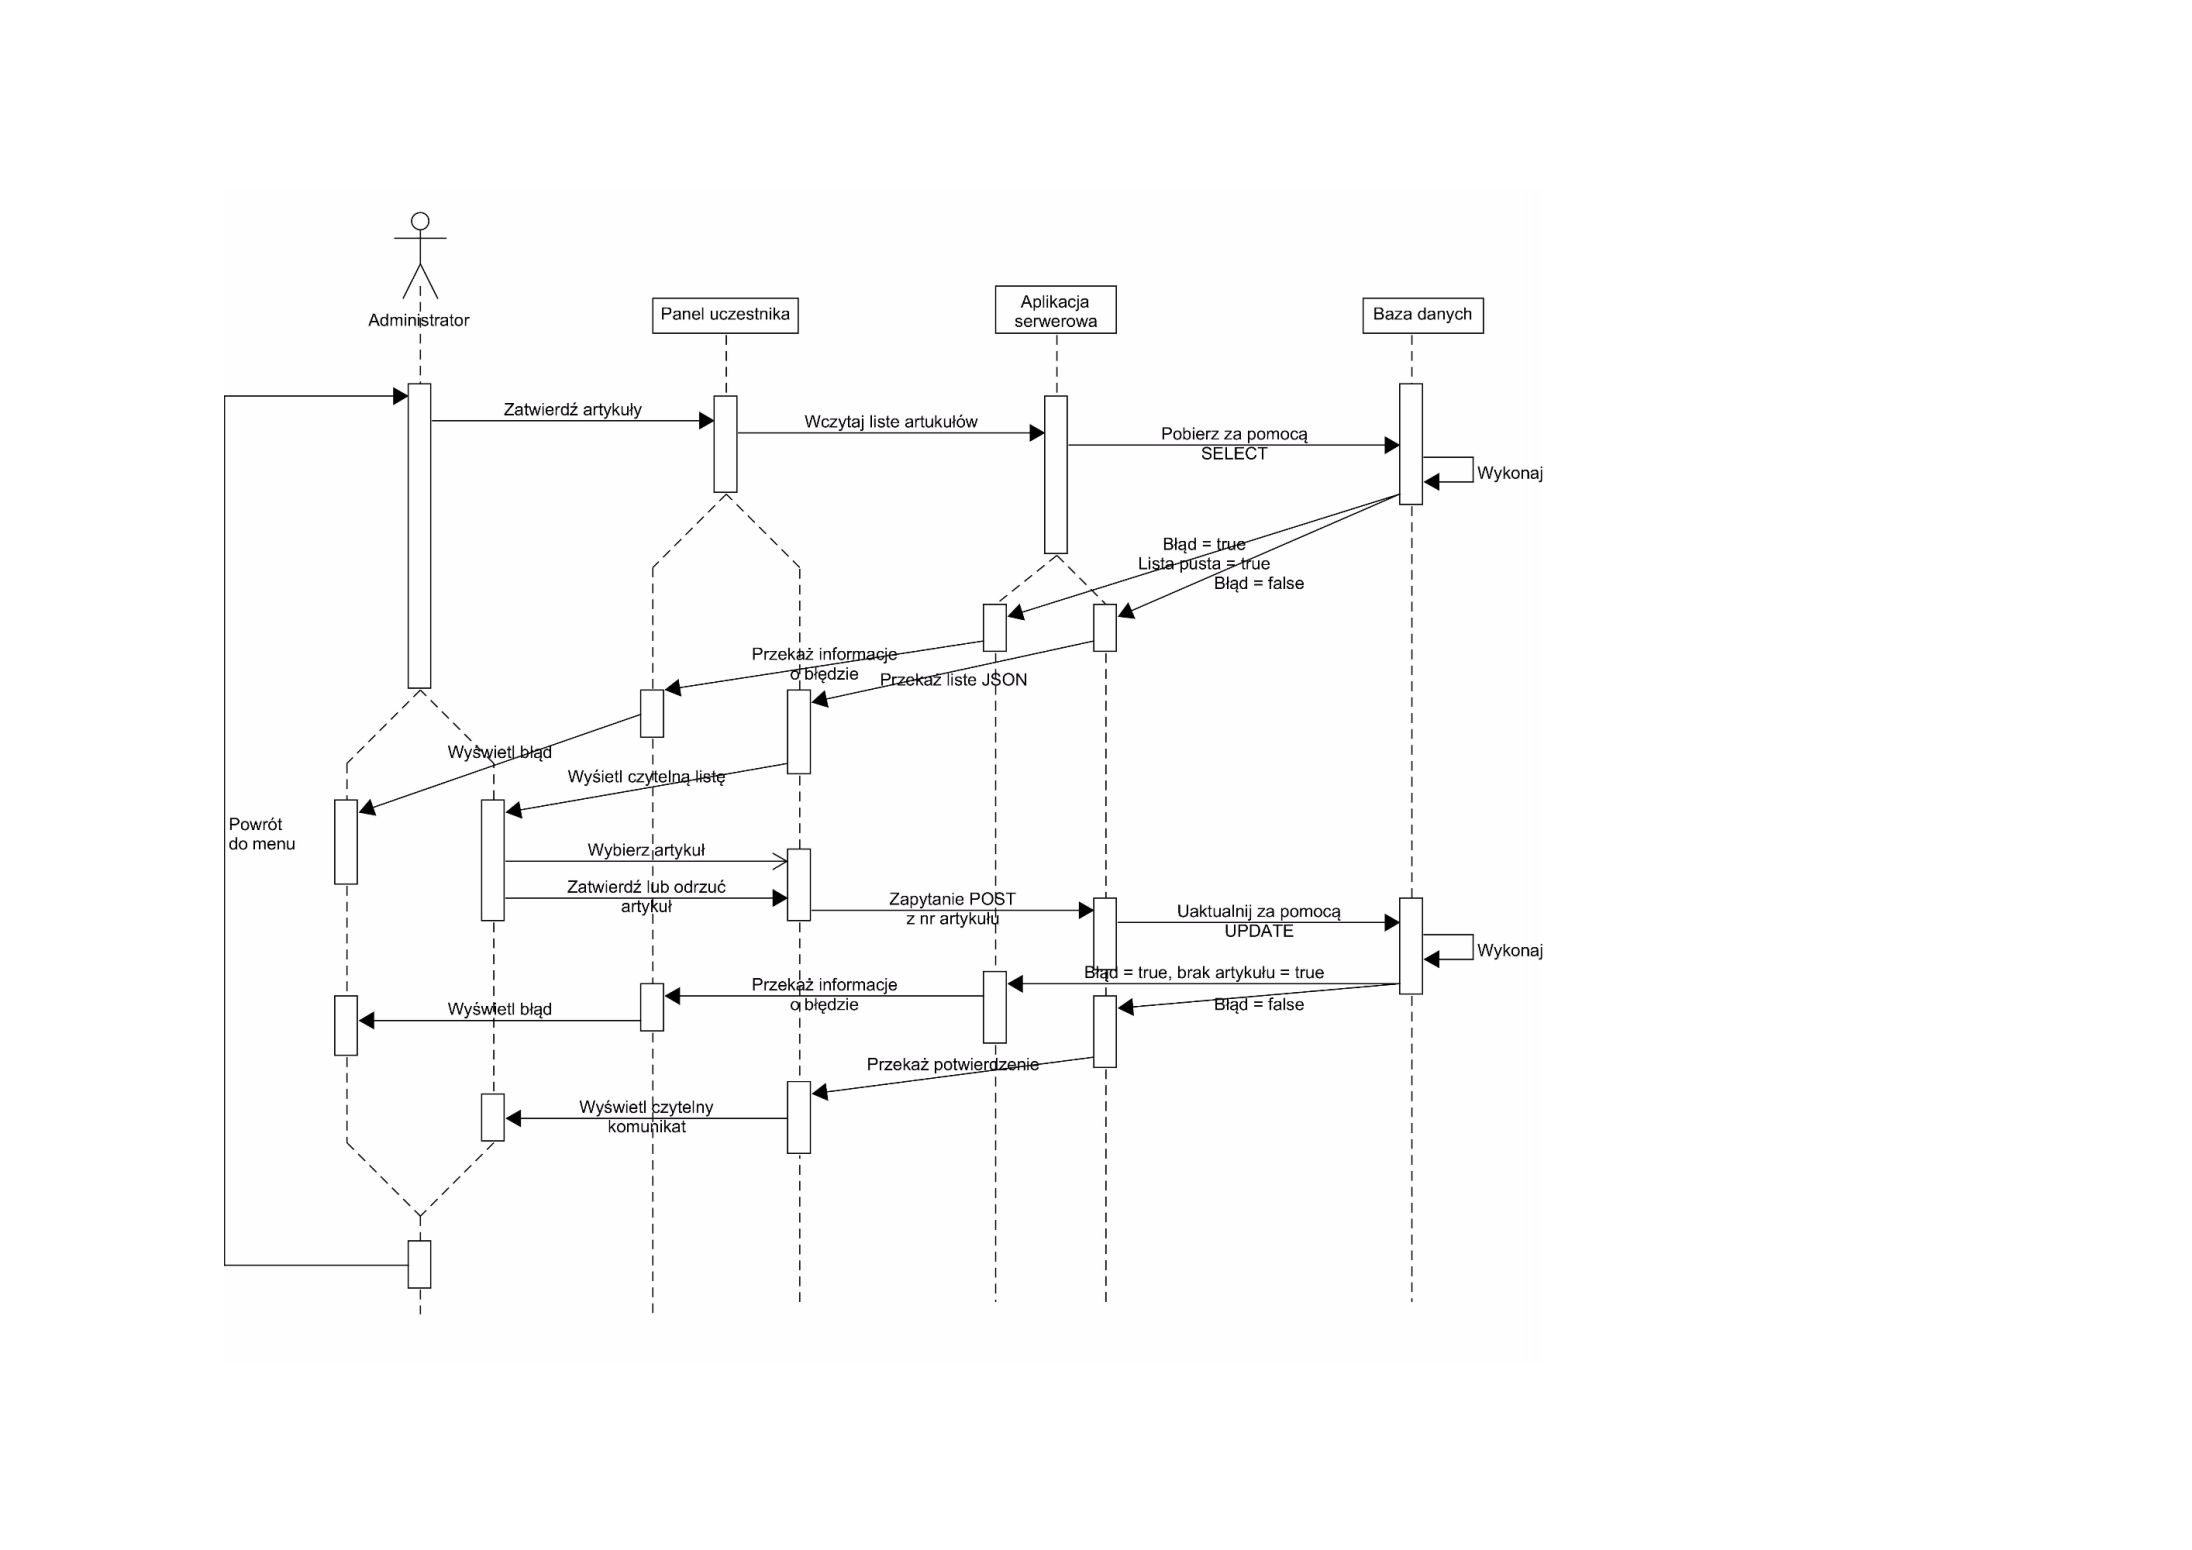 Administrator
Panel uczestnika
Aplikacja
serwerowa
Baza danych
Zatwierdź artykuły
Wczytaj liste artukułów
Pobierz za pomocą
SELECT
Wykonaj
Błąd = true
Lista pusta = true
Błąd = false
Przekaż informacje
o błędzie
Przekaż liste JSON
Wyświetl błąd
Wyśietl czytelną listę
Powrót
do menu
Wybierz artykuł
Zatwierdź lub odrzuć
artykuł
Zapytanie POST
z nr artykułu
Uaktualnij za pomocą
UPDATE
Wykonaj
Błąd = true, brak artykułu = true
Przekaż informacje
o błędzie
Błąd = false
Wyświetl błąd
Przekaż potwierdzenie
Wyświetl czytelny
komunikat